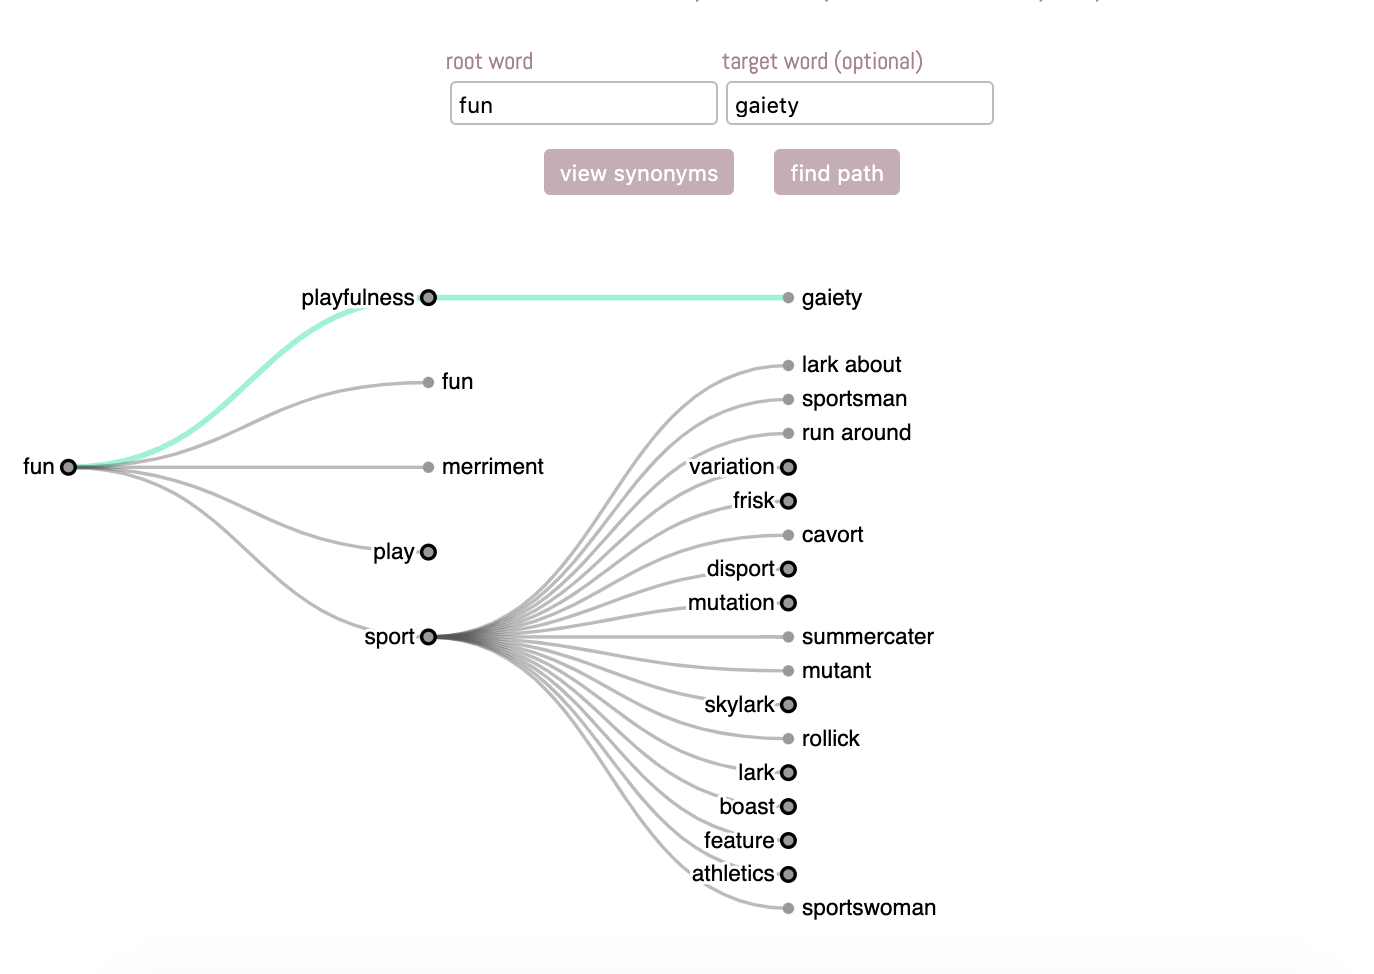 root word target word (optional)
fun gaiety
view synonyms find path
playfulness gaiety
lark about
fun
sportsman
run around
fun merriment variation
frisk
cavort
play
disport
mutation
sport summercater
mutant
skylark
rollick
lark
boast
feature
athletics
sportswoman